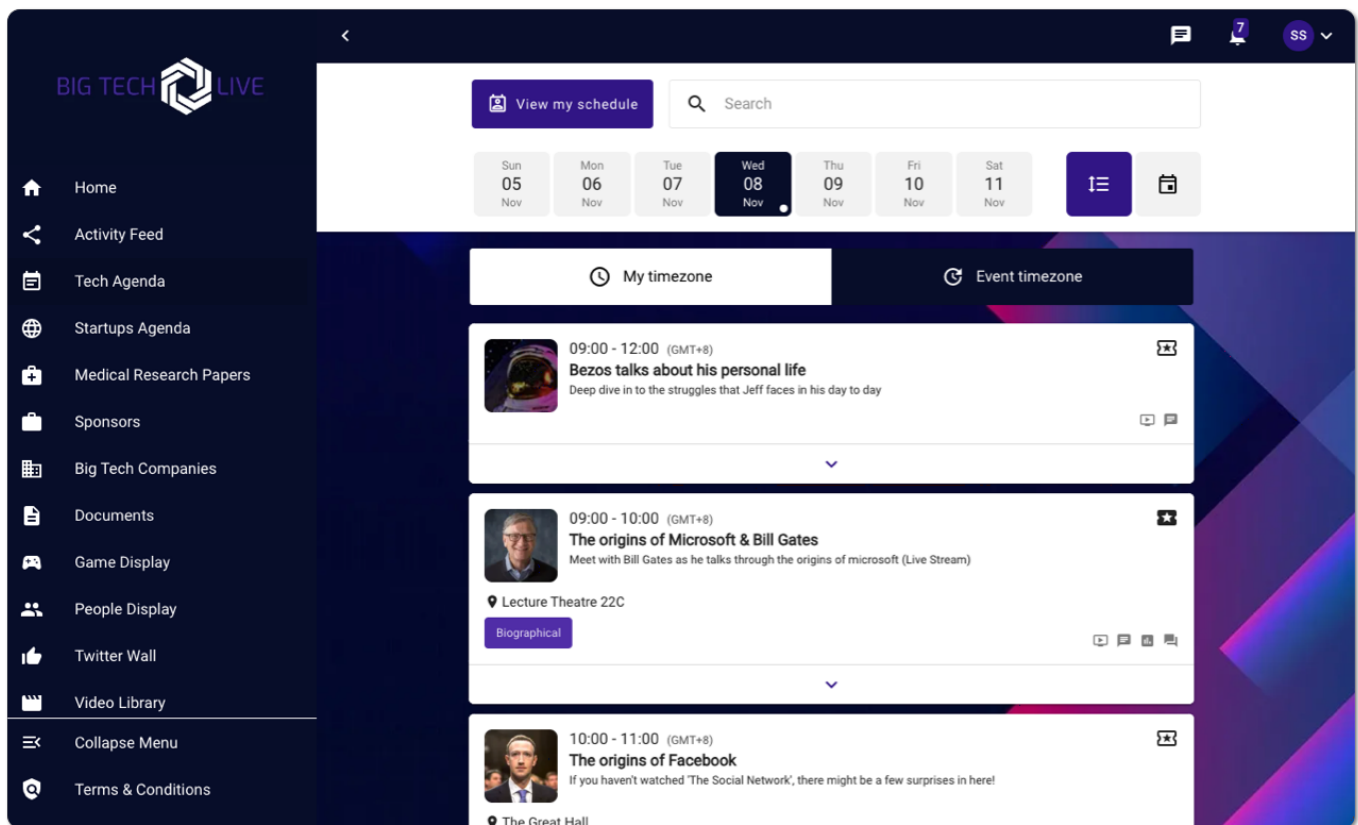 BIG TECH LIVE
Home
Activity Feed
Tech Agenda
Startups Agenda
Medical Research Papers
Sponsors
Big Tech Companies
Documents
Game Display
People Display
Twitter Wall
Video Library
Collapse Menu
Terms & Conditions
7
SS
View my schedule
Search
Sun
05
Nov
Mon
06
Nov
Tue
07
Nov
Wed
08
Nov
Thu
09
Nov
Fri
10
Nov
Sat
11
Nov
My timezone
Event timezone
09:00 - 12:00 (GMT+8)
Bezos talks about his personal life
Deep dive in to the struggles that Jeff faces in his day to day
09:00 - 10:00 (GMT+8)
The origins of Microsoft & Bill Gates
Meet with Bill Gates as he talks through the origins of microsoft (Live Stream)
Lecture Theatre 22C
Biographical
10:00 - 11:00 (GMT+8)
The origins of Facebook
If you haven't watched 'The Social Network', there might be a few surprises in here!
The Great Hall